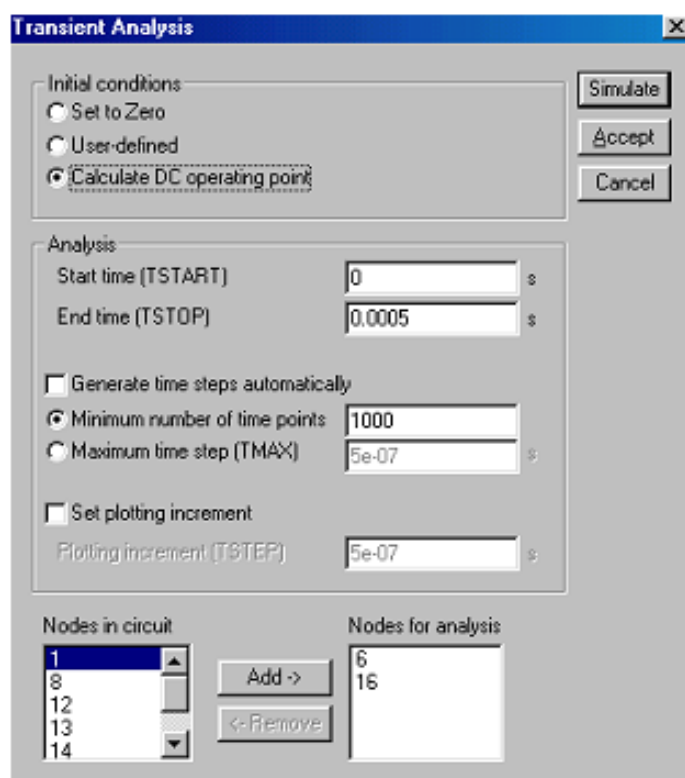 Transient Analysis
Initial conditions
Set to Zero
User-defined
Calculate DC operating point
Simulate
Accept
Cancel
Analysis
Start time (TSTART) 0 s
End time (TSTOP) 0.0005 s
Generate time steps automatically
Minimum number of time points 1000
Maximum time step (TMAX) 5e-07 s
Set plotting increment
Plotting increment (TSTEP) 5e-07 s
Nodes in circuit
1
8
12
13
14
Add ->
<- Remove
Nodes for analysis
6
16